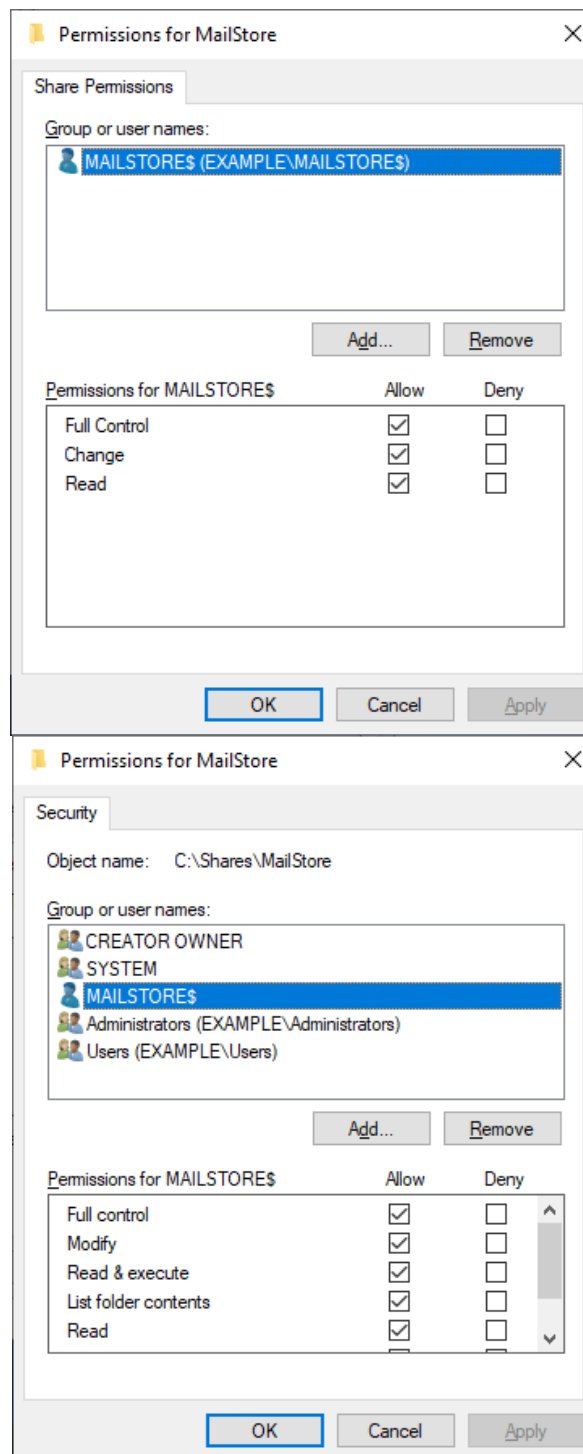 Permissions for MailStore
Share Permissions
Group or user names:
MAILSTORE$ (EXAMPLE\MAILSTORE$)
Add... Remove
Permissions for MAILSTORE$ Allow Deny
Full Control
Change
Read
OK Cancel Apply
Permissions for MailStore
Security
Object name: C:\Shares\MailStore
Group or user names:
CREATOR OWNER
SYSTEM
MAILSTORE$
Administrators (EXAMPLE\Administrators)
Users (EXAMPLE\Users)
Add... Remove
Permissions for MAILSTORE$ Allow Deny
Full control
Modify
Read & execute
List folder contents
Read
OK Cancel Apply